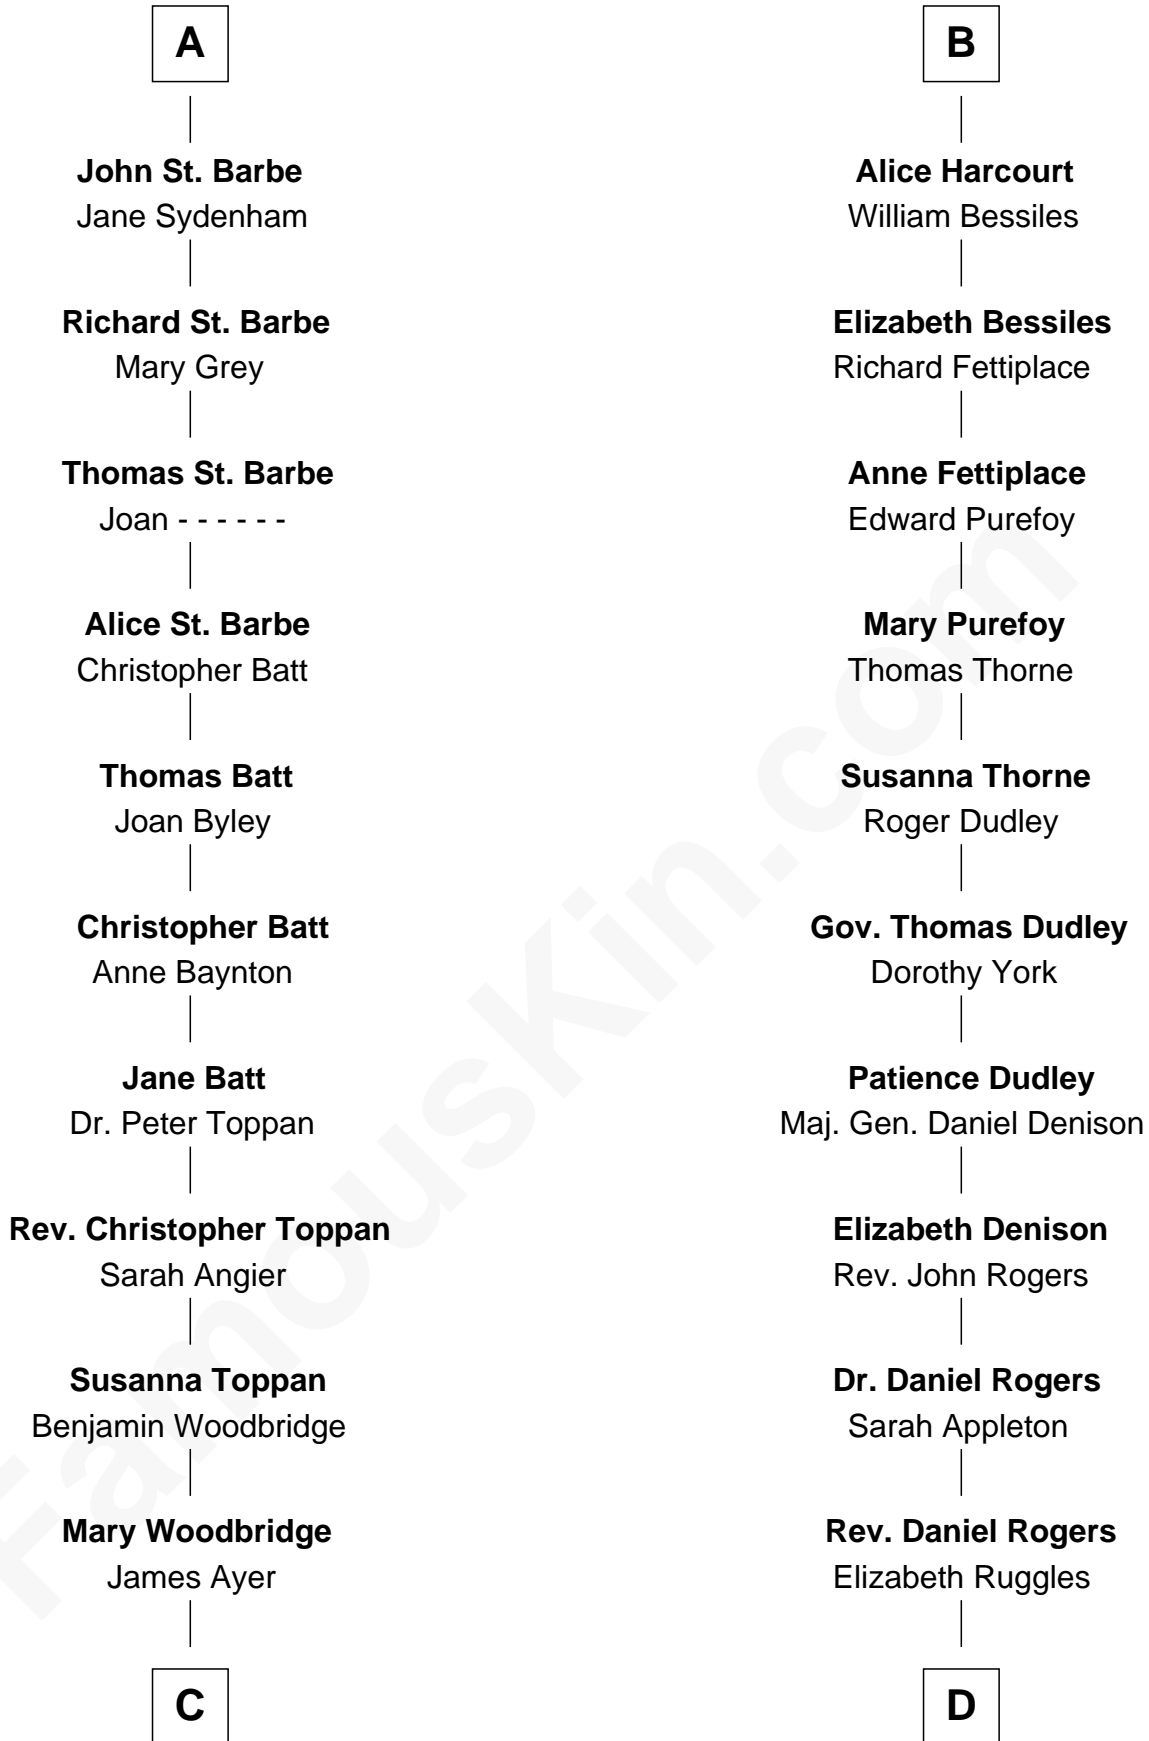 A
John St. Barbe
Jane Sydenham
Richard St. Barbe
Mary Grey
Thomas St. Barbe
Joan - - - - - -
Alice St. Barbe
Christopher Batt
Thomas Batt
Joan Byley
Christopher Batt
Anne Baynton
Jane Batt
Dr. Peter Toppan
Rev. Christopher Toppan
Sarah Angier
Susanna Toppan
Benjamin Woodbridge
Mary Woodbridge
James Ayer
C
B
Alice Harcourt
William Bessiles
Elizabeth Bessiles
Richard Fettiplace
Anne Fettiplace
Edward Purefoy
Mary Purefoy
Thomas Thorne
Susanna Thorne
Roger Dudley
Gov. Thomas Dudley
Dorothy York
Patience Dudley
Maj. Gen. Daniel Denison
Elizabeth Denison
Rev. John Rogers
Dr. Daniel Rogers
Sarah Appleton
Rev. Daniel Rogers
Elizabeth Ruggles
D
FamousKin.com